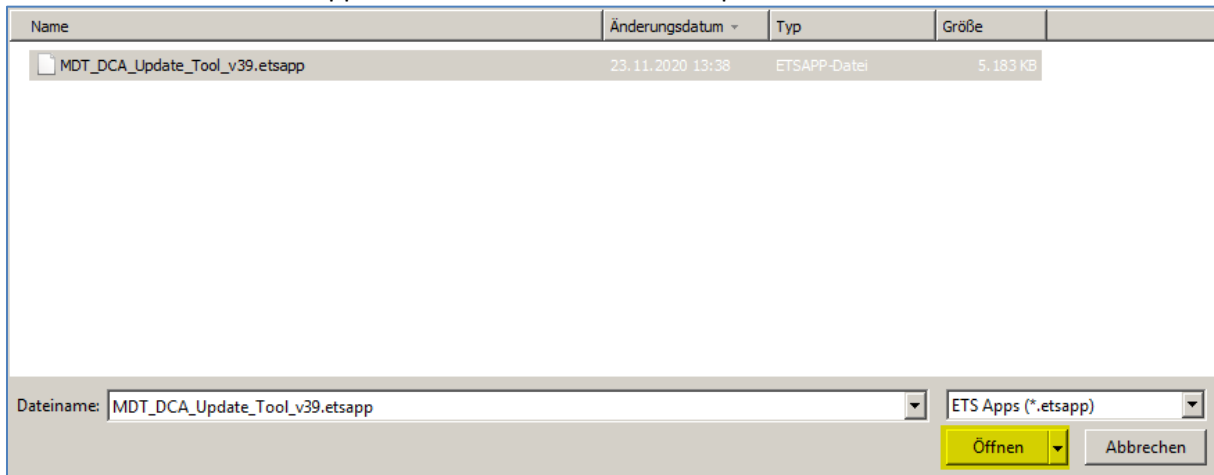 Name Änderungsdatum Typ Größe
MDT_DCA_Update_Tool_v39.etsapp 23.11.2020 13:38 ETSAPP-Datei 5.183 KB
Dateiname: MDT_DCA_Update_Tool_v39.etsapp ETS Apps (*.etsapp)
Öffnen Abbrechen